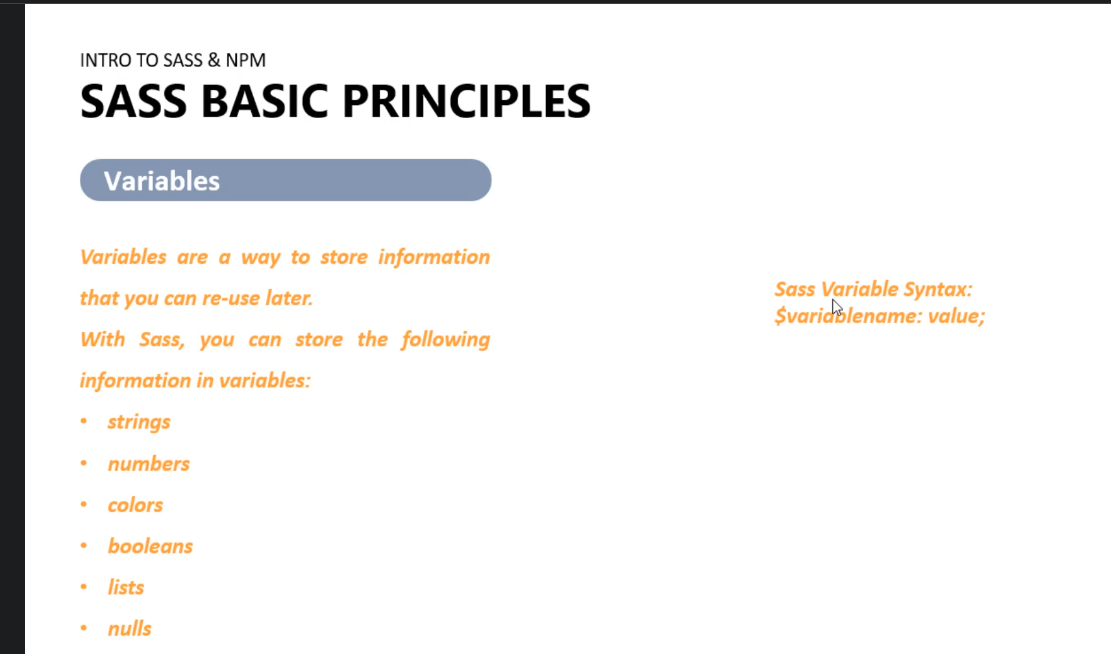 INTRO TO SASS & NPM
SASS BASIC PRINCIPLES
Variables
Variables are a way to store information
that you can re-use later.
With Sass, you can store the following
information in variables:
• strings
• numbers
• colors
• booleans
• lists
• nulls
Sass Variable Syntax:
$variablename: value;